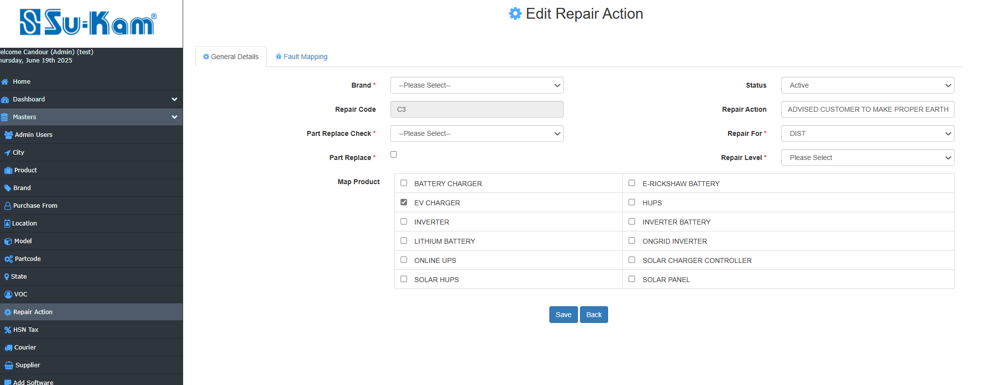 Su-Kam®
elcome Candour (Admin) (test)
hursday, June 19th 2025
Home
Dashboard
Masters
Admin Users
City
Product
Brand
Purchase From
Location
Model
Partcode
State
VOC
Repair Action
HSN Tax
Courier
Supplier
Add Software
Edit Repair Action
General Details
Fault Mapping
Brand * --Please Select-- Status Active
Repair Code C3 Repair Action ADVISED CUSTOMER TO MAKE PROPER EARTH
Part Replace Check * --Please Select-- Repair For * DIST
Part Replace * Repair Level * Please Select
Map Product BATTERY CHARGER E-RICKSHAW BATTERY
EV CHARGER HUPS
INVERTER INVERTER BATTERY
LITHIUM BATTERY ONGRID INVERTER
ONLINE UPS SOLAR CHARGER CONTROLLER
SOLAR HUPS SOLAR PANEL
Save Back